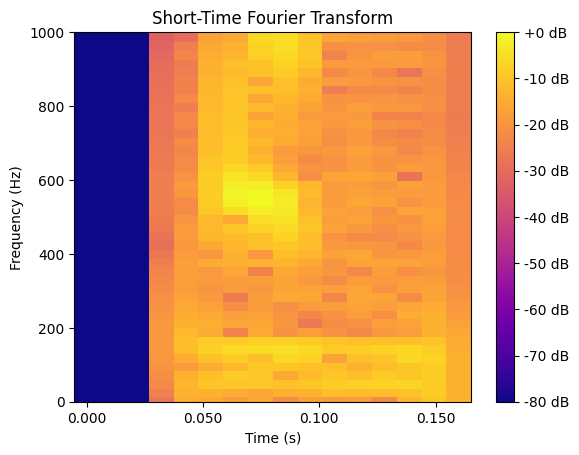 Short-Time Fourier Transform
1000
800
600
400
200
0
Frequency (Hz)
0.000
0.050
0.100
0.150
Time (s)
+0 dB
-10 dB
-20 dB
-30 dB
-40 dB
-50 dB
-60 dB
-70 dB
-80 dB